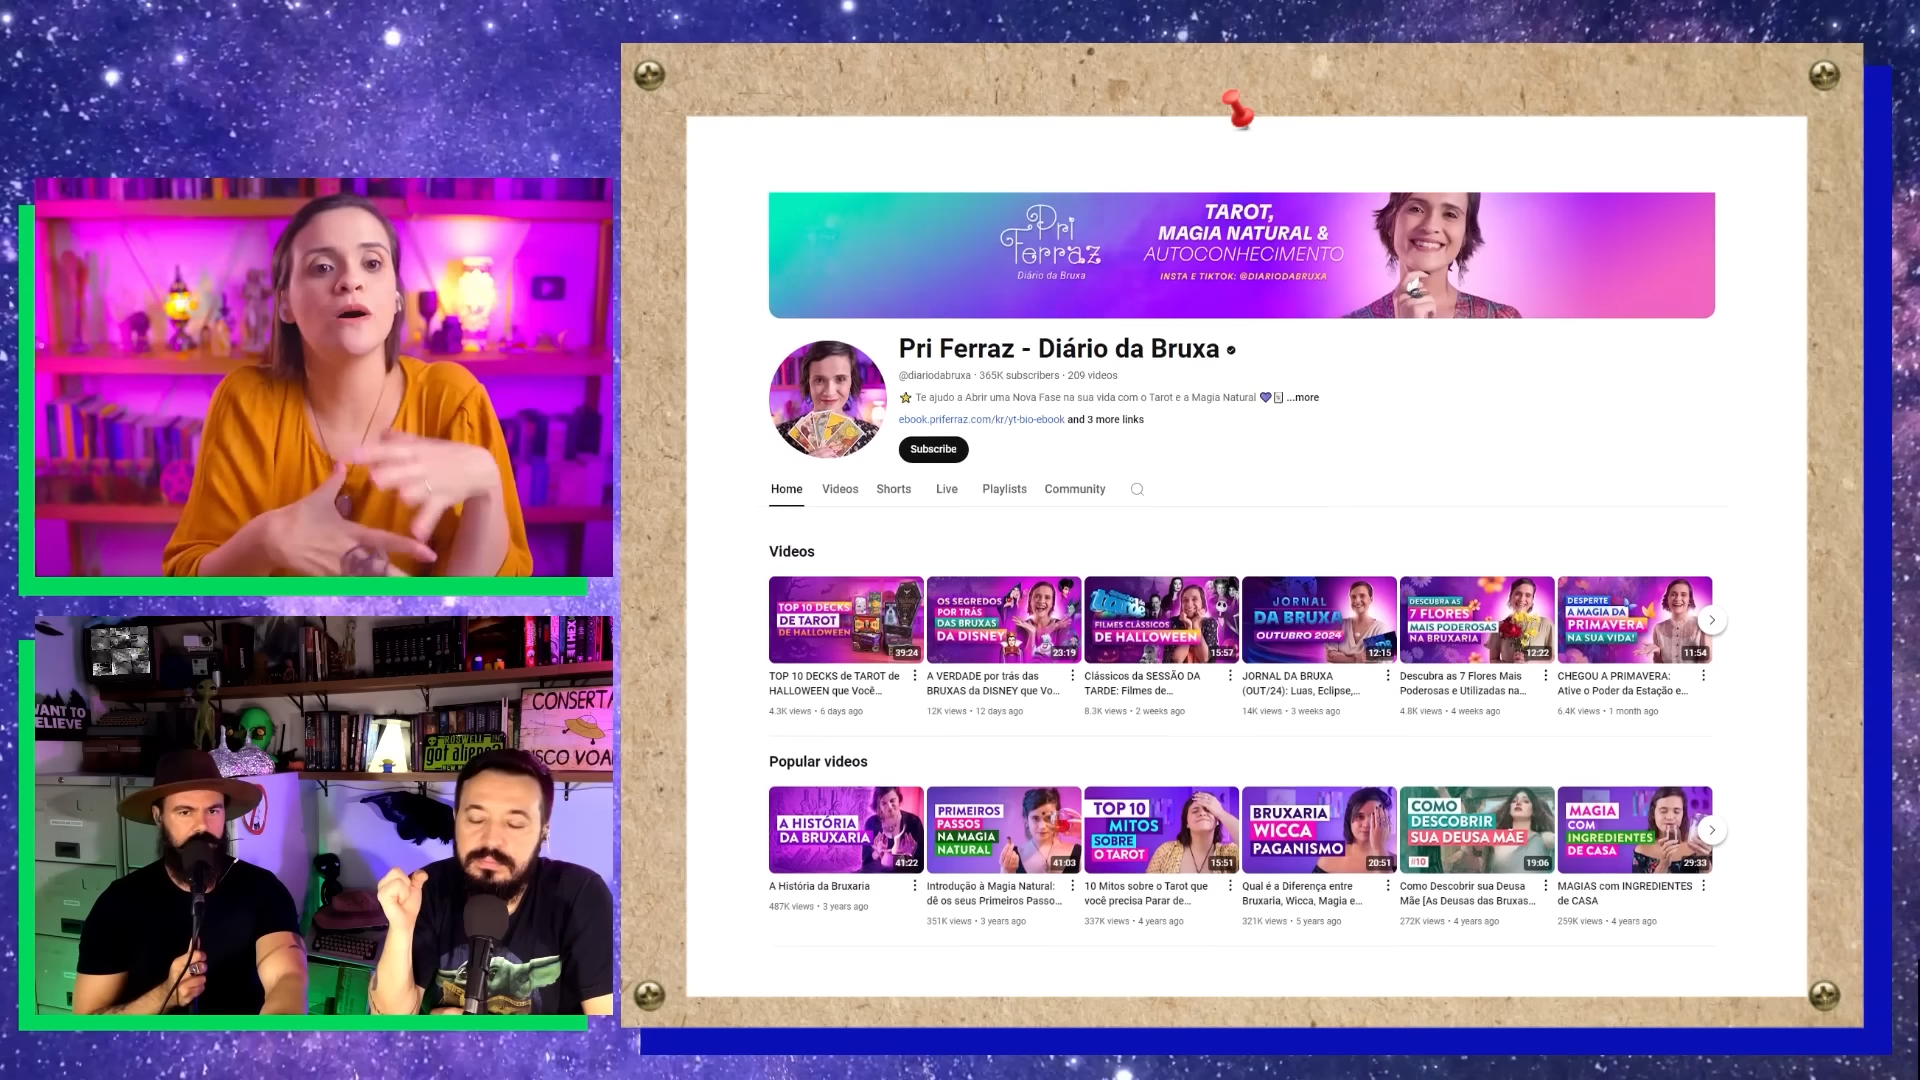 Pri
Ferraz
Diário da Bruxa
TAROT,
MAGIA NATURAL &
AUTOCONHECIMENTO
INSTA E TIKTOK: @DIARIODABRUXA
Pri Ferraz - Diário da Bruxa
@diariodabruxa · 365K subscribers · 209 videos
Te ajudo a Abrir uma Nova Fase na sua vida com o Tarot e a Magia Natural ...more
ebook.priferraz.com/kr/yt-bio-ebook and 3 more links
Subscribe
Home Videos Shorts Live Playlists Community
Videos
TOP 10 DECKS
DE TAROT
DE HALLOWEEN
39:24
OS SEGREDOS
POR TRÁS
DAS BRUXAS
DA DISNEY
23:19
tarde
FILMES CLÁSSICOS
DE HALLOWEEN
15:57
JORNAL
DA BRUXA
OUTUBRO 2024
12:15
DESCUBRA AS
7 FLORES
MAIS PODEROSAS
NA BRUXARIA
12:22
DESPERTE
A MAGIA DA
PRIMAVERA
NA SUA VIDA!
11:54
TOP 10 DECKS de TAROT de
HALLOWEEN que Você...
4.3K views • 6 days ago
A VERDADE por trás das
BRUXAS da DISNEY que Vo...
12K views • 12 days ago
Clássicos da SESSÃO DA
TARDE: Filmes de...
8.3K views • 2 weeks ago
JORNAL DA BRUXA
(OUT/24): Luas, Eclipse,...
14K views • 3 weeks ago
Descubra as 7 Flores Mais
Poderosas e Utilizadas na...
4.8K views • 4 weeks ago
CHEGOU A PRIMAVERA:
Ative o Poder da Estação e...
6.4K views • 1 month ago
Popular videos
A HISTÓRIA
DA BRUXARIA
41:22
PRIMEIROS
PASSOS
NA MAGIA
NATURAL
41:03
TOP 10
MITOS
SOBRE
O TAROT
15:51
BRUXARIA
WICCA
PAGANISMO
20:51
COMO
DESCOBRIR
SUA DEUSA MÃE
#10
19:06
MAGIA
COM
INGREDIENTES
DE CASA
29:33
A História da Bruxaria
487K views • 3 years ago
Introdução à Magia Natural:
dê os seus Primeiros Passo...
351K views • 3 years ago
10 Mitos sobre o Tarot que
você precisa Parar de...
337K views • 4 years ago
Qual é a Diferença entre
Bruxaria, Wicca, Magia e...
321K views • 5 years ago
Como Descobrir sua Deusa
Mãe [As Deusas das Bruxas...
272K views • 4 years ago
MAGIAS com INGREDIENTES
de CASA
259K views • 4 years ago
WANT TO
ELIEVE
ROSWELL
got aliens?
CONSERTA
ISCO VOA